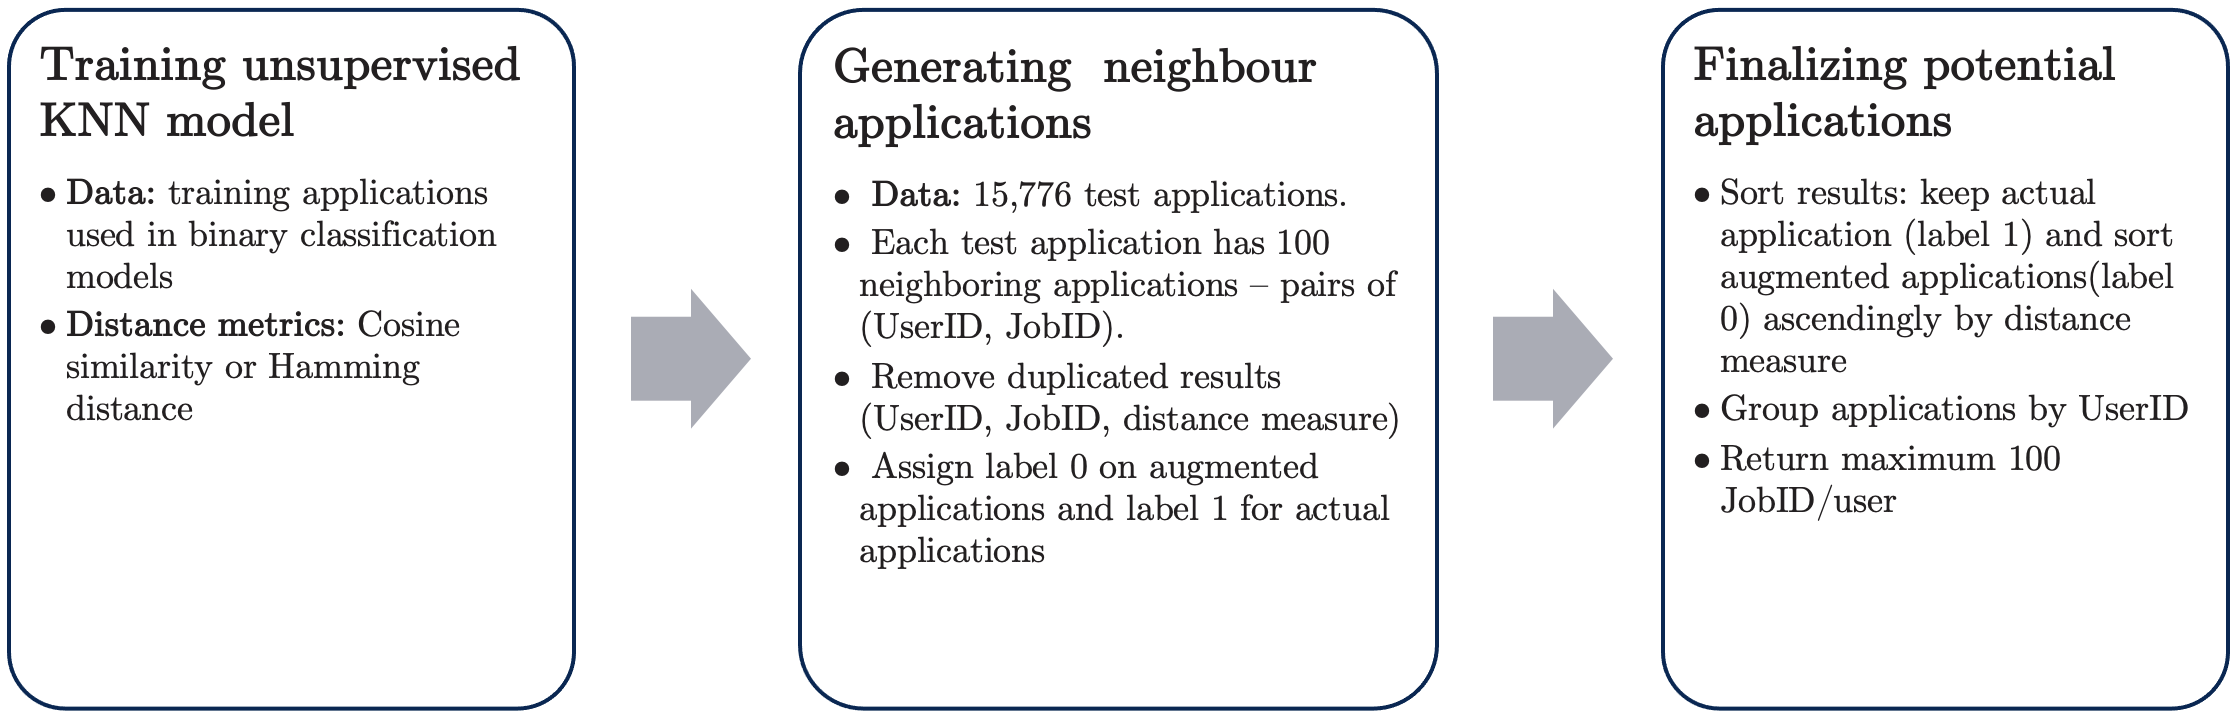 Training unsupervised
KNN model
• Data: training applications
used in binary classification
models
• Distance metrics: Cosine
similarity or Hamming
distance
Generating neighbour
applications
• Data: 15,776 test applications.
• Each test application has 100
neighboring applications – pairs of
(UserID, JobID).
• Remove duplicated results
(UserID, JobID, distance measure)
• Assign label 0 on augmented
applications and label 1 for actual
applications
Finalizing potential
applications
• Sort results: keep actual
application (label 1) and sort
augmented applications(label
0) ascendingly by distance
measure
• Group applications by UserID
• Return maximum 100
JobID/user